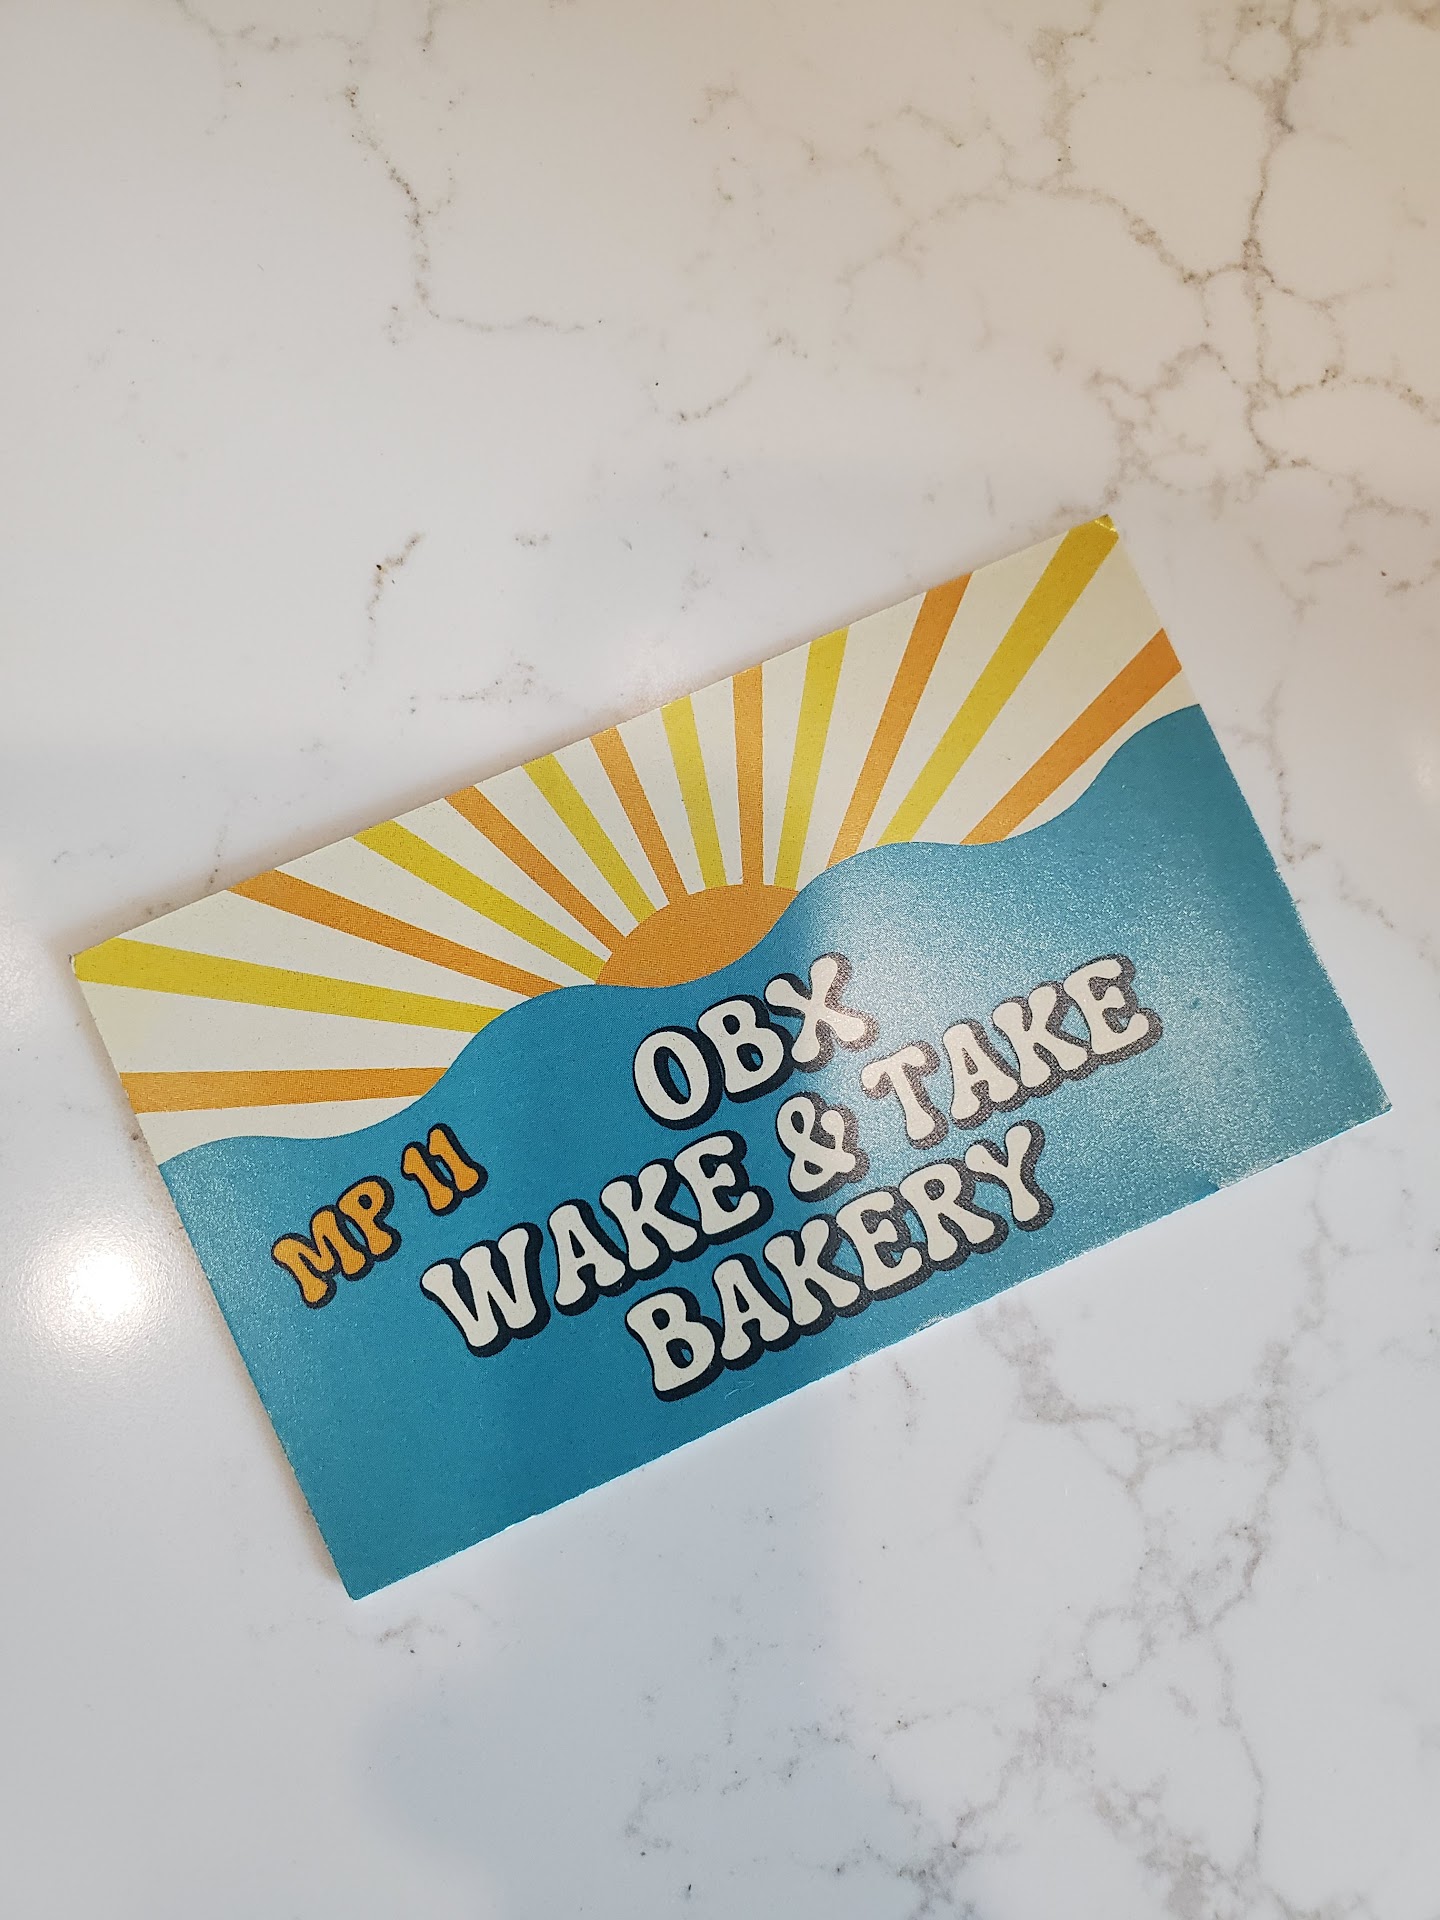 OBX
WAKE & TAKE
BAKERY
MP 11